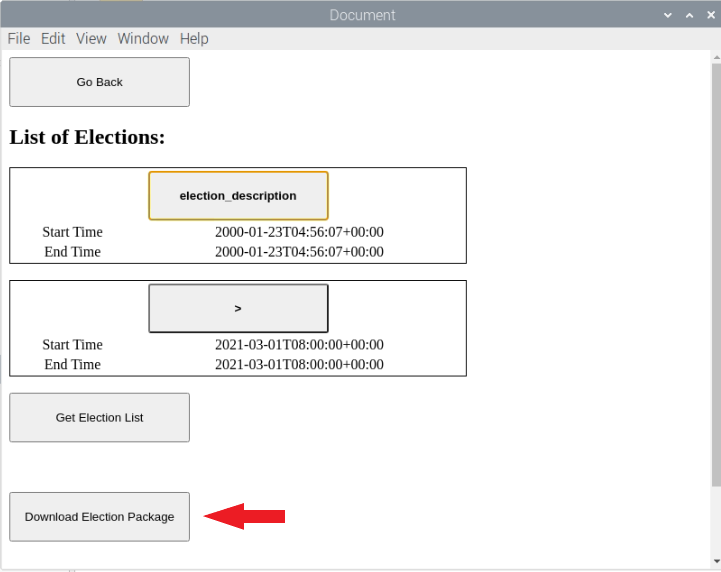 Document
File Edit View Window Help
Go Back
List of Elections:
election_description
Start Time 2000-01-23T04:56:07+00:00
End Time 2000-01-23T04:56:07+00:00
>
Start Time 2021-03-01T08:00:00+00:00
End Time 2021-03-01T08:00:00+00:00
Get Election List
Download Election Package